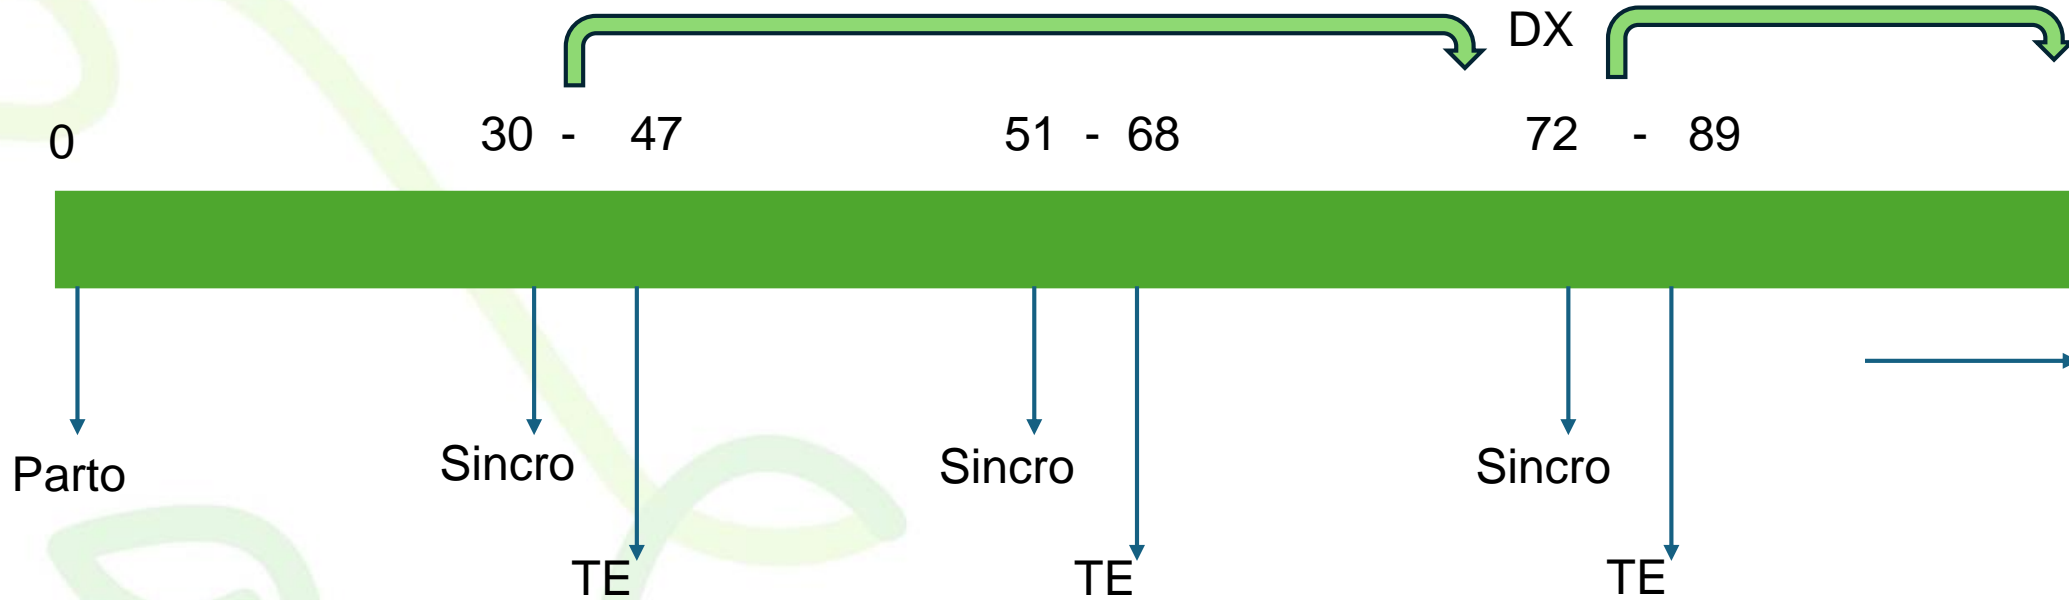 DX
0
30 - 47
51 - 68
72 - 89
Parto
Sincro
Sincro
Sincro
TE
TE
TE